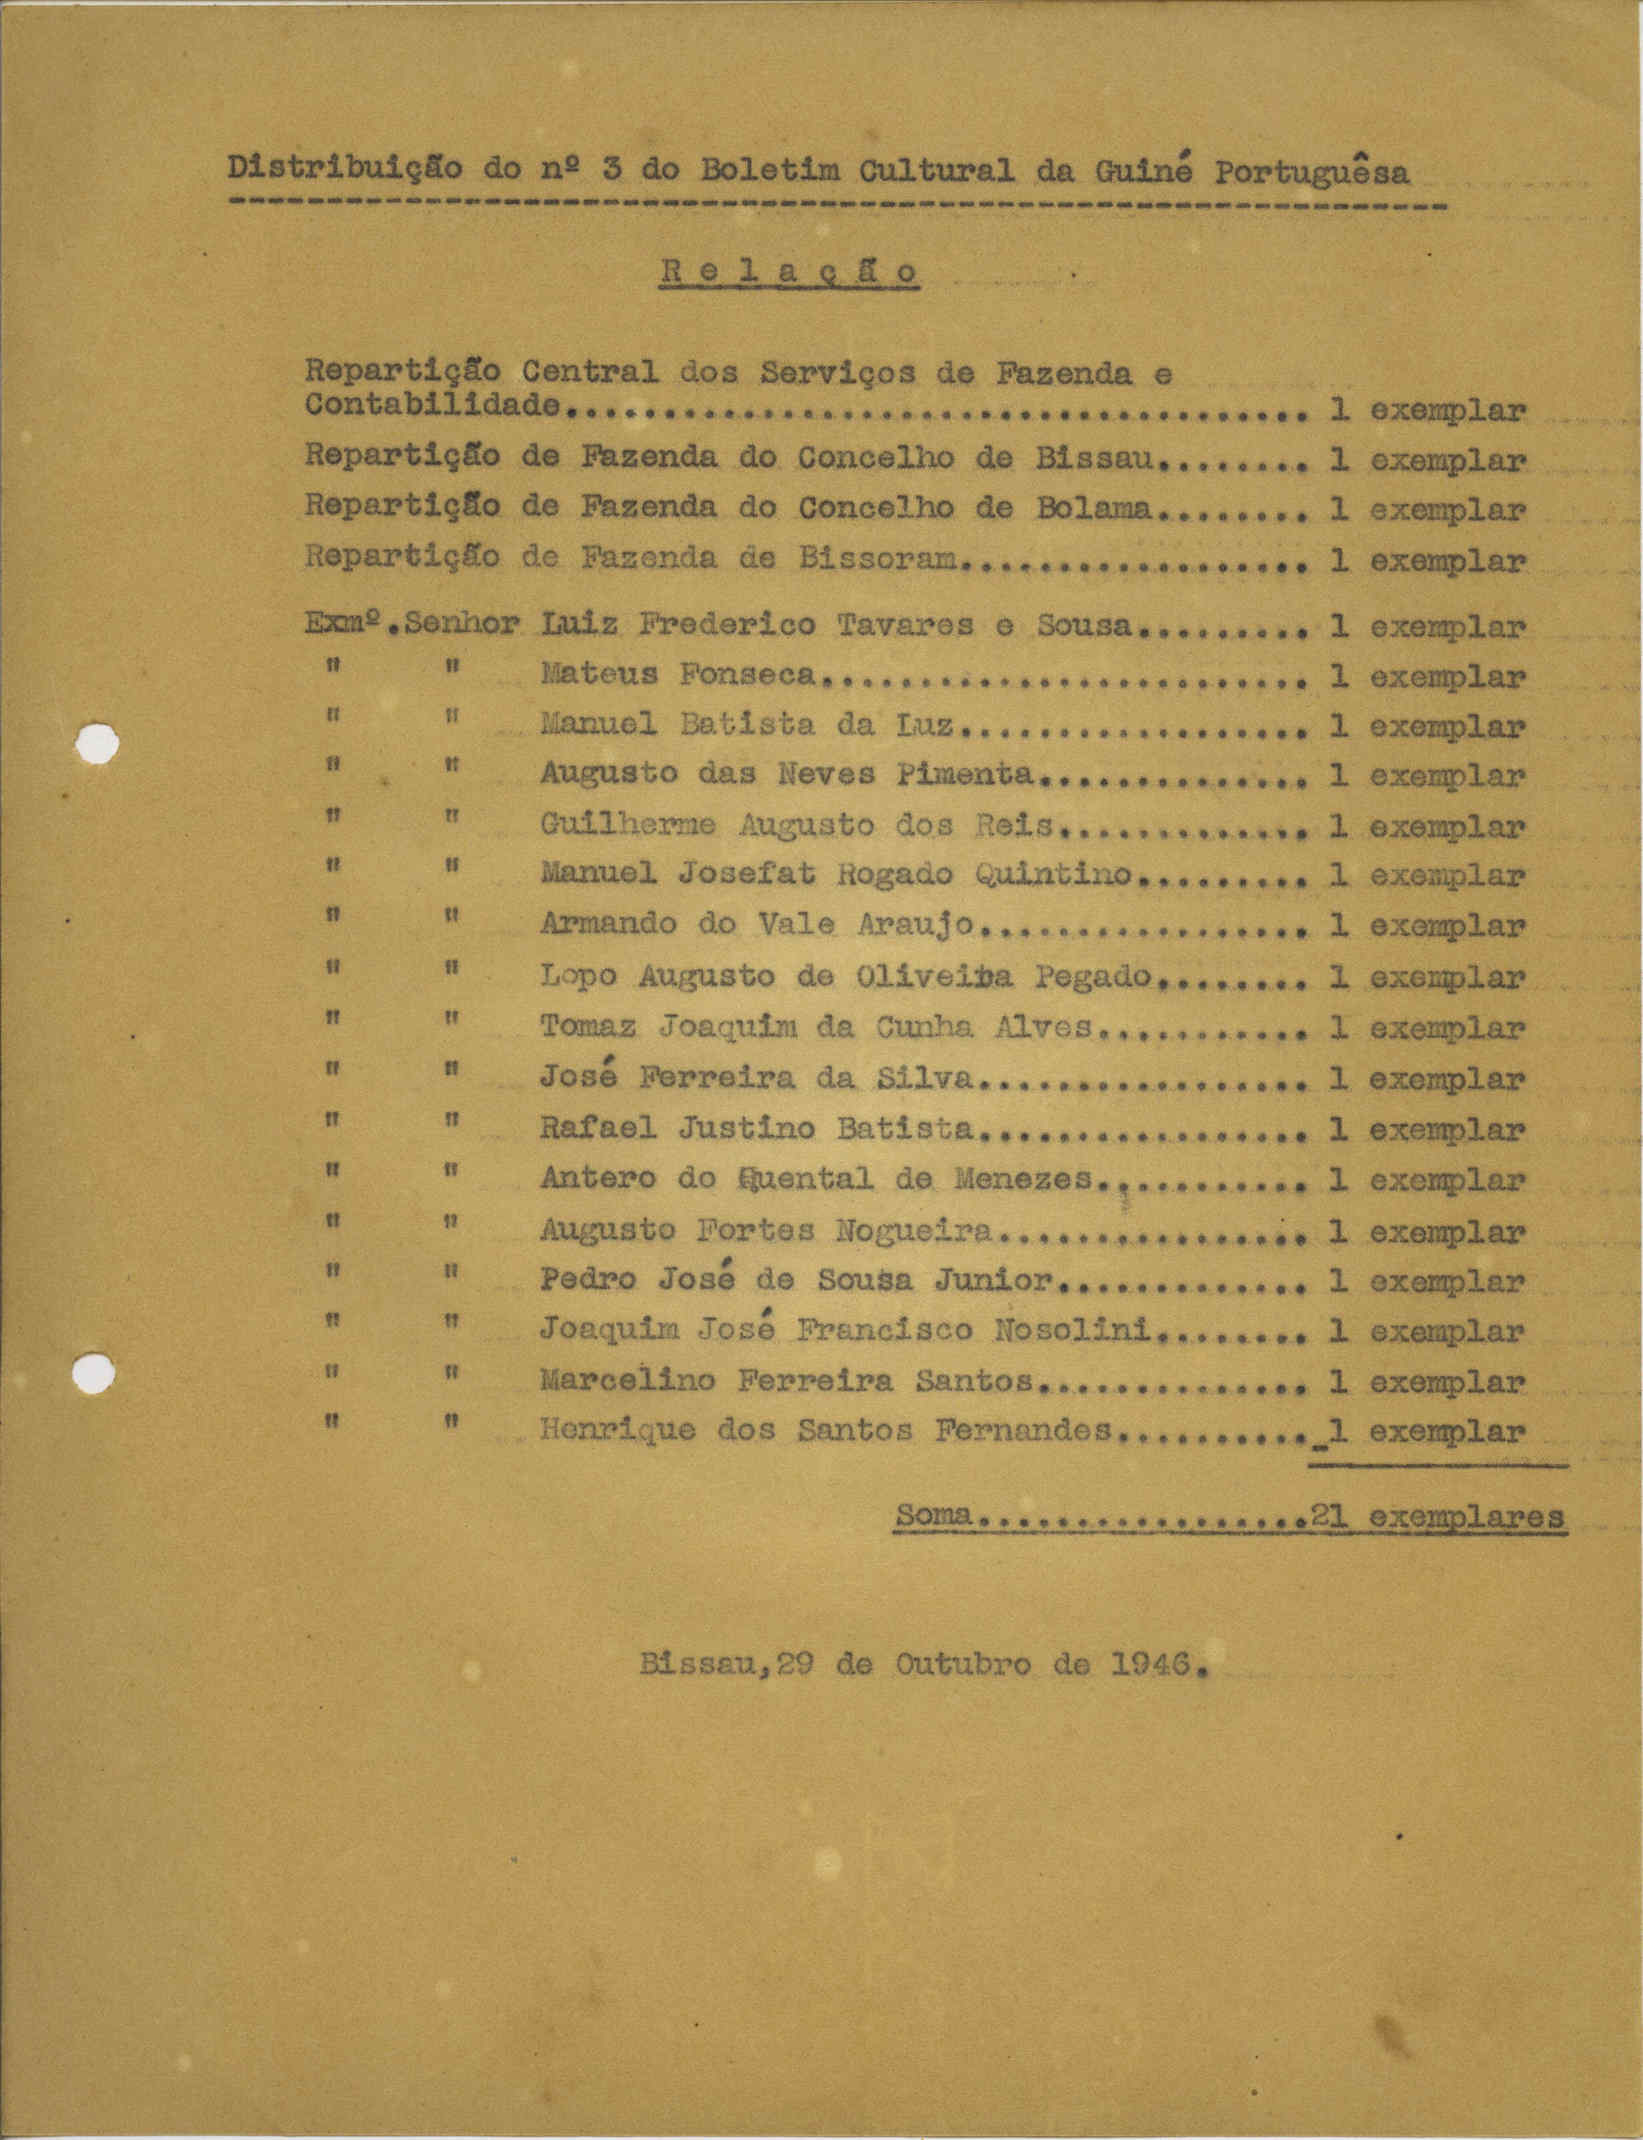 Distribuição do nº 3 do Boletim Cultural da Guiné Portuguêsa
--------------------------------------------------------------
R e l a ç ã o
Repartição Central dos Serviços de Fazenda e
Contabilidade...................................... 1 exemplar
Repartição de Fazenda do Concelho de Bissau........ 1 exemplar
Repartição de Fazenda do Concelho de Bolama........ 1 exemplar
Repartição de Fazenda de Bissoram.................. 1 exemplar
Exmº.Senhor Luiz Frederico Tavares e Sousa......... 1 exemplar
" " Mateus Fonseca......................... 1 exemplar
" " Manuel Batista da Luz.................. 1 exemplar
" " Augusto das Neves Pimenta.............. 1 exemplar
" " Guilherme Augusto dos Reis............. 1 exemplar
" " Manuel Josefat Rogado Quintino......... 1 exemplar
" " Armando do Vale Araujo................. 1 exemplar
" " Lopo Augusto de Oliveira Pegado........ 1 exemplar
" " Tomaz Joaquim da Cunha Alves........... 1 exemplar
" " José Ferreira da Silva................. 1 exemplar
" " Rafael Justino Batista................. 1 exemplar
" " Antero do Quental de Menezes........... 1 exemplar
" " Augusto Fortes Nogueira................ 1 exemplar
" " Pedro José de Sousa Junior............. 1 exemplar
" " Joaquim José Francisco Nosolini........ 1 exemplar
" " Marcelino Ferreira Santos.............. 1 exemplar
" " Henrique dos Santos Fernandes.......... 1 exemplar
Soma.................21 exemplares
Bissau,29 de Outubro de 1946.